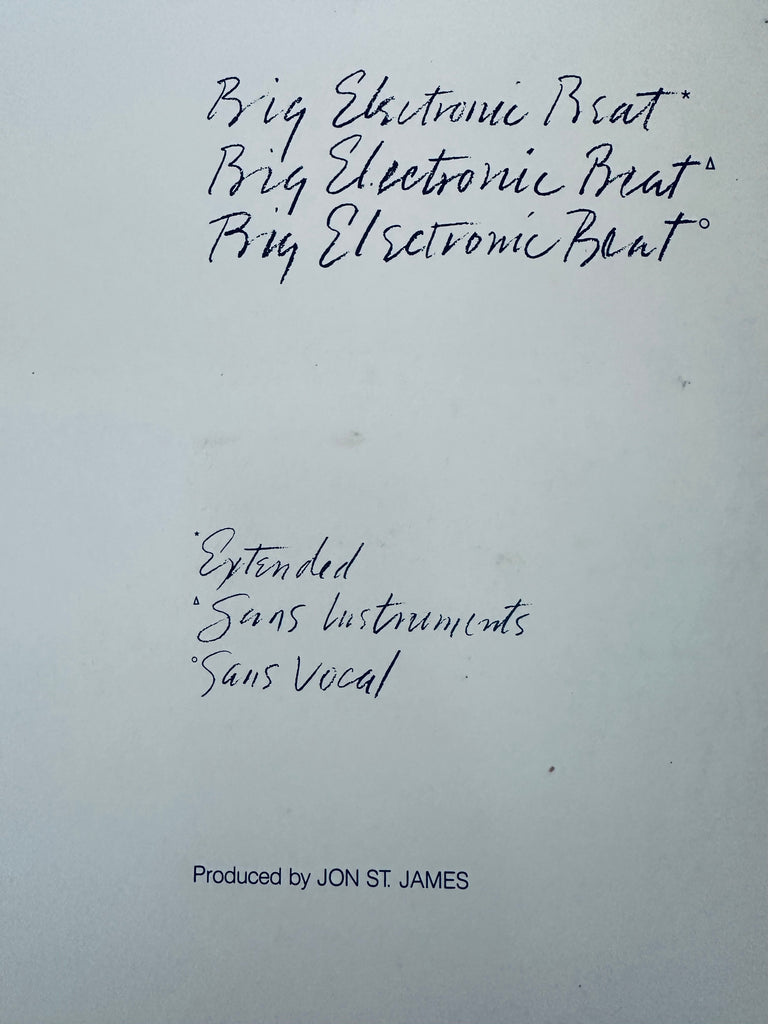 Big Electronic Beat*
Big Electronic Beat△
Big Electronic Beat○
*Extended
△Sans Instruments
○Sans Vocal
Produced by JON ST. JAMES